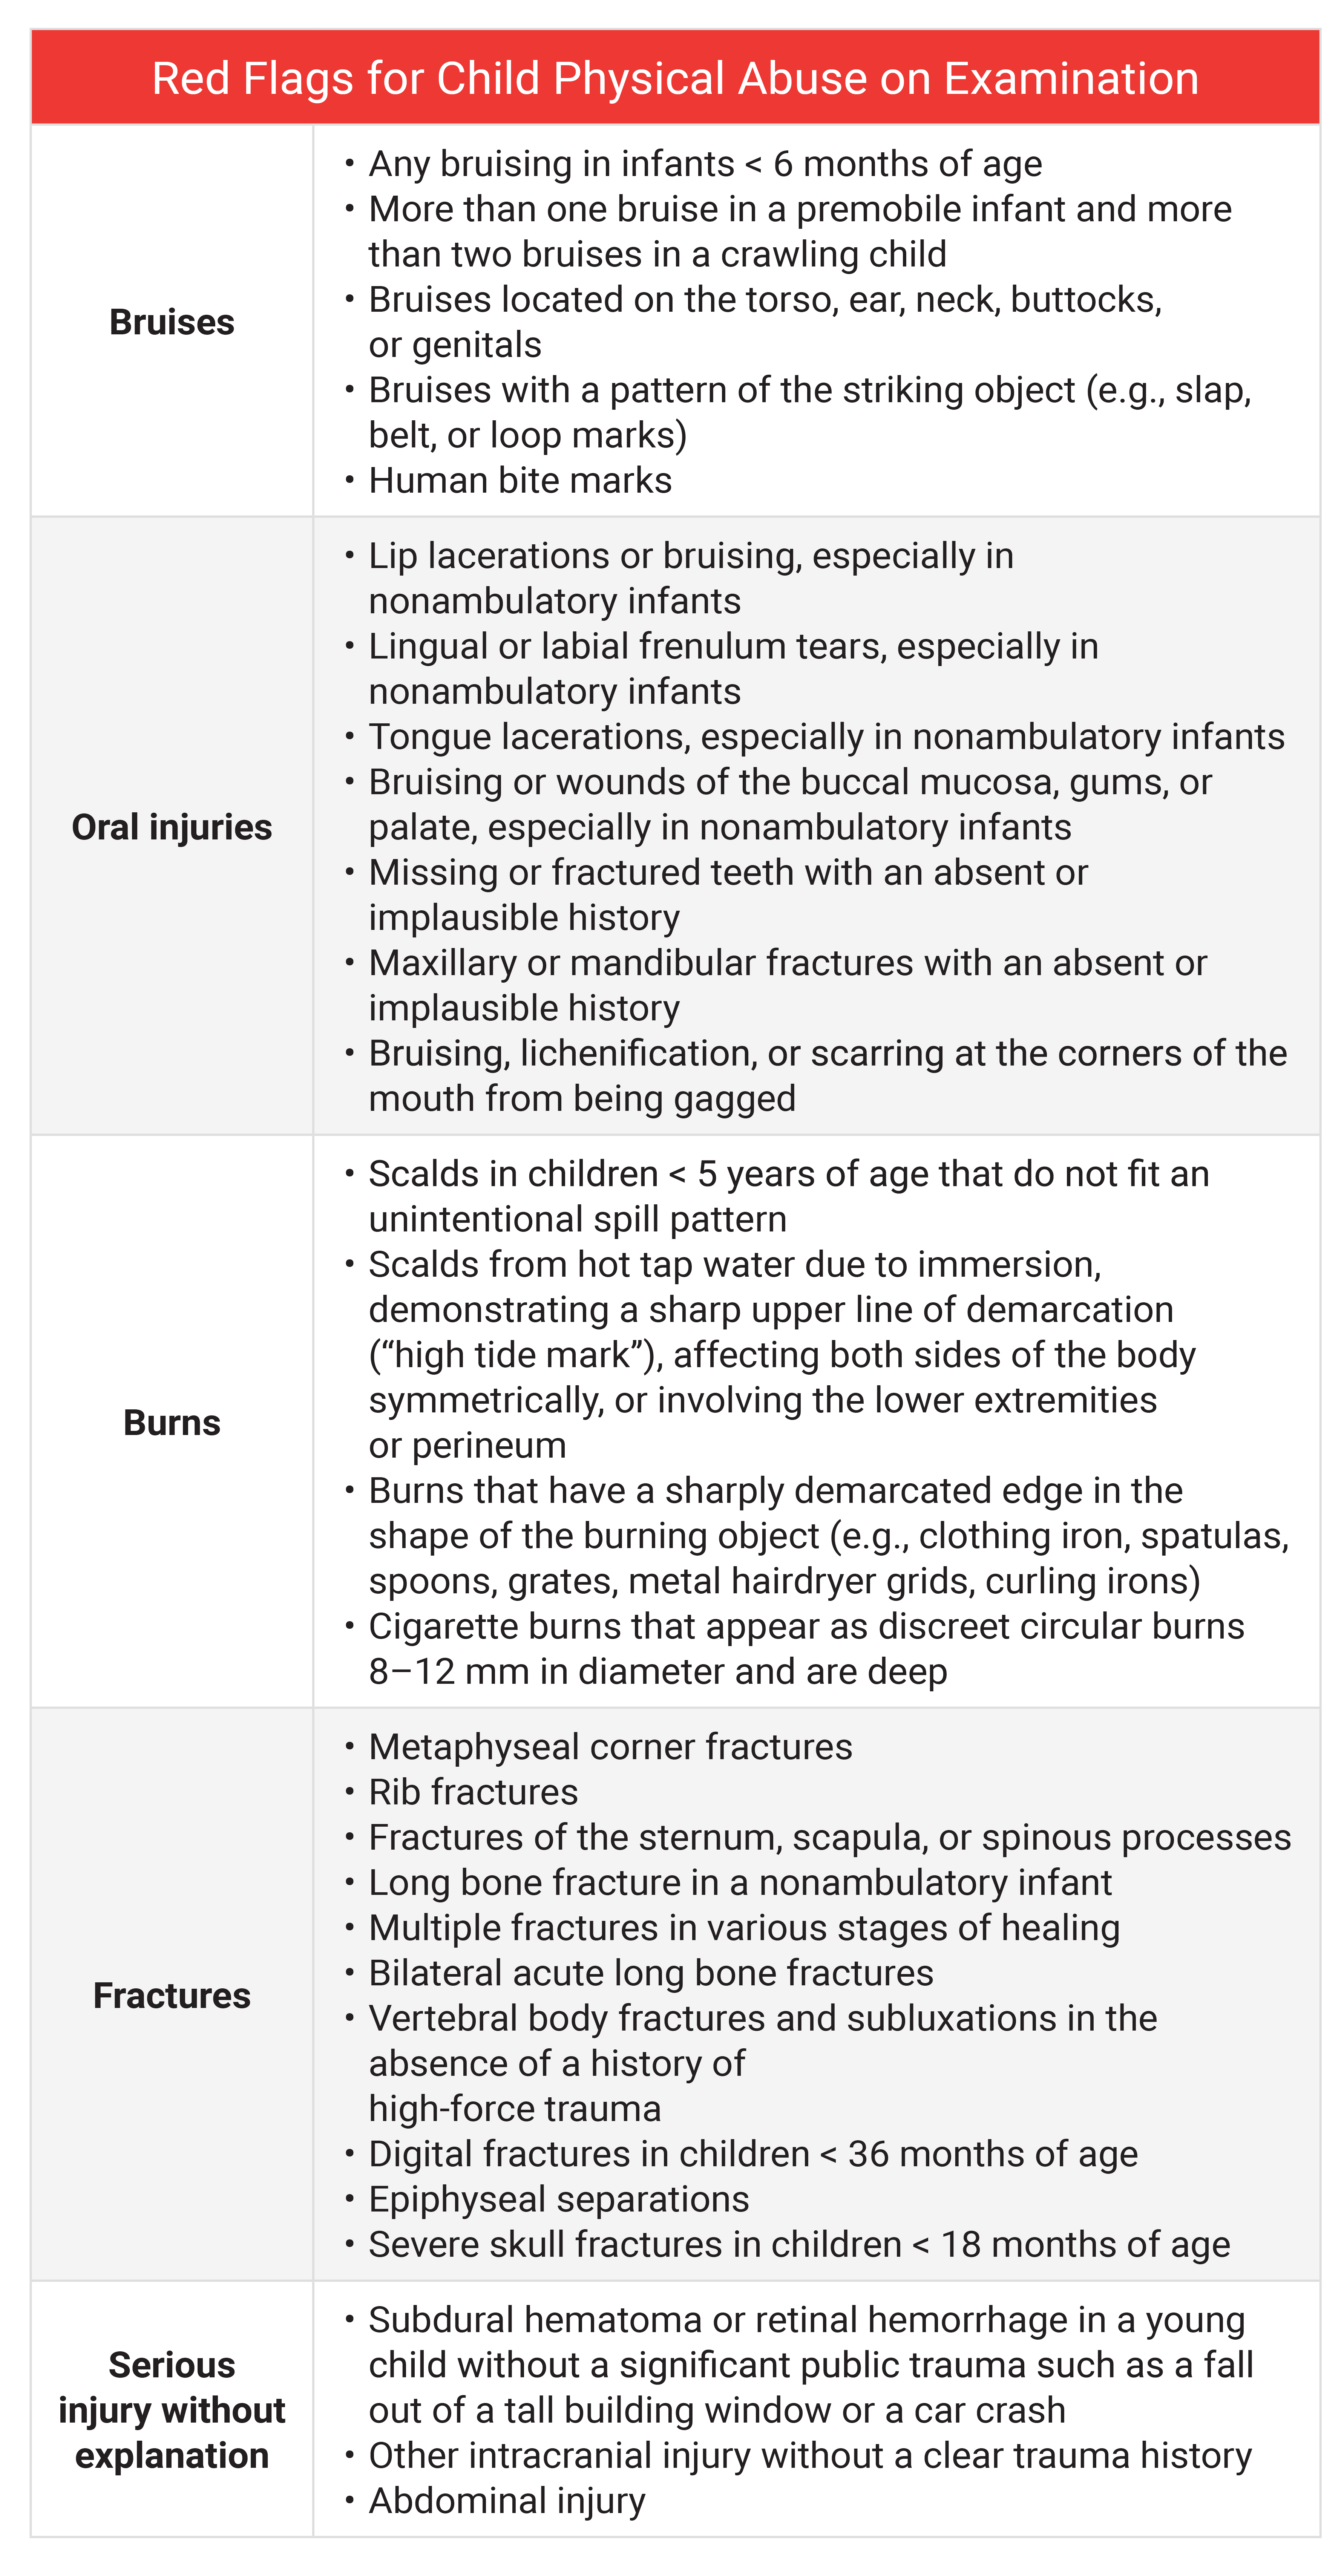 Red Flags for Child Physical Abuse on Examination
Bruises
• Any bruising in infants < 6 months of age
• More than one bruise in a premobile infant and more
than two bruises in a crawling child
• Bruises located on the torso, ear, neck, buttocks,
or genitals
• Bruises with a pattern of the striking object (e.g., slap,
belt, or loop marks)
• Human bite marks
Oral injuries
• Lip lacerations or bruising, especially in
nonambulatory infants
• Lingual or labial frenulum tears, especially in
nonambulatory infants
• Tongue lacerations, especially in nonambulatory infants
• Bruising or wounds of the buccal mucosa, gums, or
palate, especially in nonambulatory infants
• Missing or fractured teeth with an absent or
implausible history
• Maxillary or mandibular fractures with an absent or
implausible history
• Bruising, lichenification, or scarring at the corners of the
mouth from being gagged
Burns
• Scalds in children < 5 years of age that do not fit an
unintentional spill pattern
• Scalds from hot tap water due to immersion,
demonstrating a sharp upper line of demarcation
(“high tide mark”), affecting both sides of the body
symmetrically, or involving the lower extremities
or perineum
• Burns that have a sharply demarcated edge in the
shape of the burning object (e.g., clothing iron, spatulas,
spoons, grates, metal hairdryer grids, curling irons)
• Cigarette burns that appear as discreet circular burns
8–12 mm in diameter and are deep
Fractures
• Metaphyseal corner fractures
• Rib fractures
• Fractures of the sternum, scapula, or spinous processes
• Long bone fracture in a nonambulatory infant
• Multiple fractures in various stages of healing
• Bilateral acute long bone fractures
• Vertebral body fractures and subluxations in the
absence of a history of
high-force trauma
• Digital fractures in children < 36 months of age
• Epiphyseal separations
• Severe skull fractures in children < 18 months of age
Serious
injury without
explanation
• Subdural hematoma or retinal hemorrhage in a young
child without a significant public trauma such as a fall
out of a tall building window or a car crash
• Other intracranial injury without a clear trauma history
• Abdominal injury